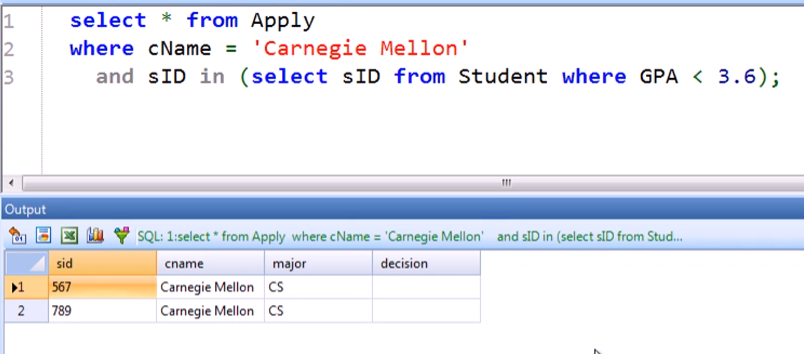 1 select * from Apply
2 where cName = 'Carnegie Mellon'
3 and sID in (select sID from Student where GPA < 3.6);
Output
SQL: 1:select * from Apply where cName = 'Carnegie Mellon' and sID in (select sID from Stud...
sid cname major decision
1 567 Carnegie Mellon CS
2 789 Carnegie Mellon CS